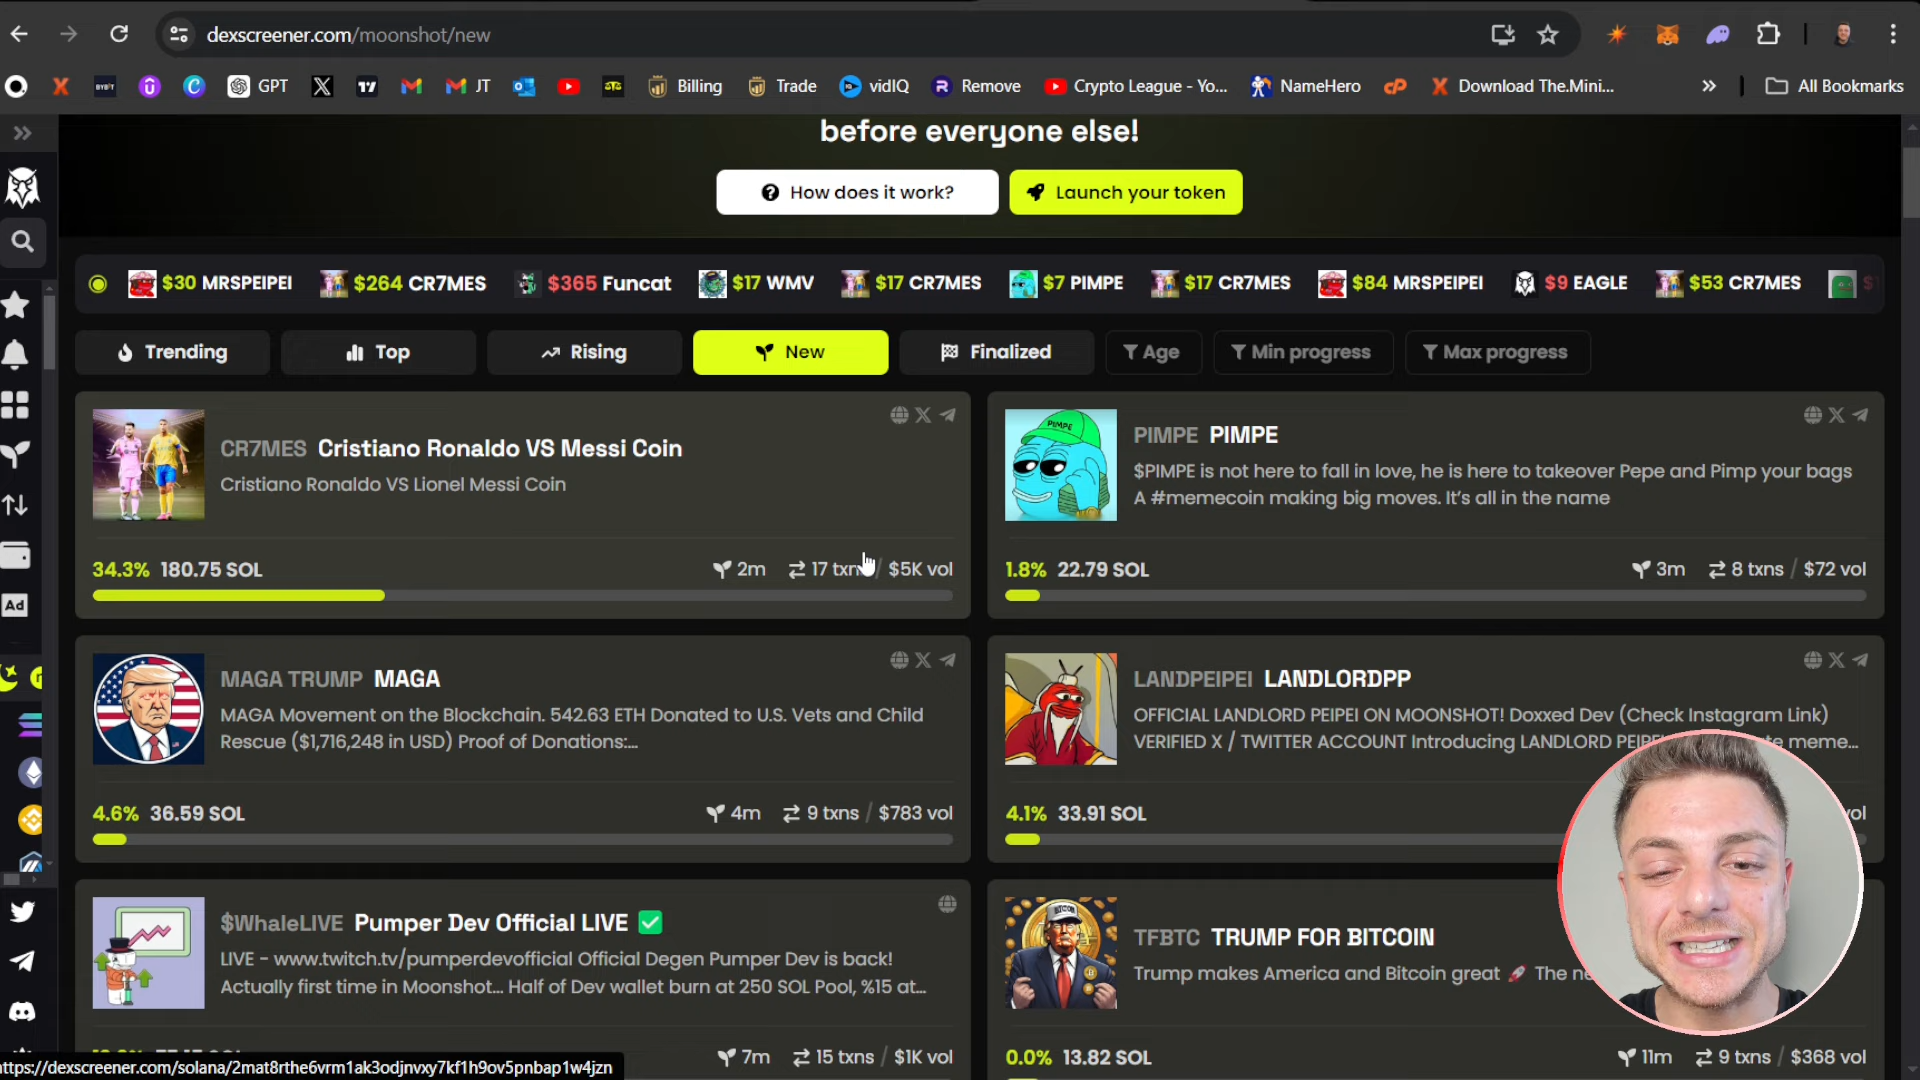 dexscreener.com/moonshot/new
GPT
JT
Billing
Trade
vidIQ
Remove
Crypto League - Yo...
NameHero
Download The.Mini...
All Bookmarks
before everyone else!
How does it work?
Launch your token
$30 MRSPEIPEI
$264 CR7MES
$365 Funcat
$17 WMV
$17 CR7MES
$7 PIMPE
$17 CR7MES
$84 MRSPEIPEI
$9 EAGLE
$53 CR7MES
Trending
Top
Rising
New
Finalized
Age
Min progress
Max progress
CR7MES Cristiano Ronaldo VS Messi Coin
Cristiano Ronaldo VS Lionel Messi Coin
34.3% 180.75 SOL
2m 17 txns / $5K vol
PIMPE PIMPE
$PIMPE is not here to fall in love, he is here to takeover Pepe and Pimp your bags
A #memecoin making big moves. It's all in the name
1.8% 22.79 SOL
3m 8 txns / $72 vol
MAGA TRUMP MAGA
MAGA Movement on the Blockchain. 542.63 ETH Donated to U.S. Vets and Child
Rescue ($1,716,248 in USD) Proof of Donations:...
4.6% 36.59 SOL
4m 9 txns / $783 vol
LANDPEIPEI LANDLORDPP
OFFICIAL LANDLORD PEIPEI ON MOONSHOT! Doxxed Dev (Check Instagram Link)
VERIFIED X / TWITTER ACCOUNT Introducing LANDLORD meme...
4.1% 33.91 SOL
vol
Ad
$WhaleLIVE Pumper Dev Official LIVE ✅
LIVE - www.twitch.tv/pumperdevofficial Official Degen Pumper Dev is back!
Actually first time in Moonshot... Half of Dev wallet burn at 250 SOL Pool, %15 at...
7m 15 txns / $1K vol
TFBTC TRUMP FOR BITCOIN
Trump makes America and Bitcoin great 🚀 The
0.0% 13.82 SOL
11m 9 txns / $368 vol
https://dexscreener.com/solana/2mat8rthe6vrm1ak3odjnvxy7kf1h9ov5pnbap1w4jzn